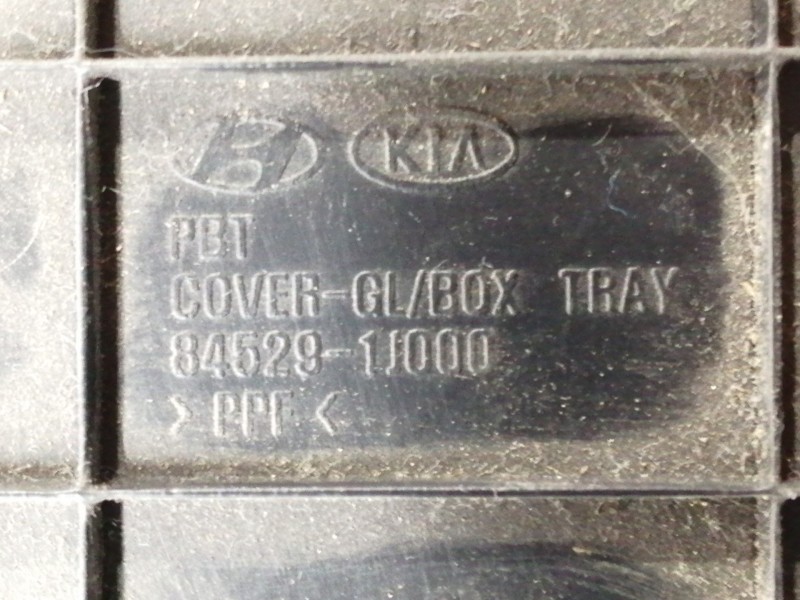 KIA
PBT
COVER-GL/BOX TRAY
84529-1J000
> PPF <